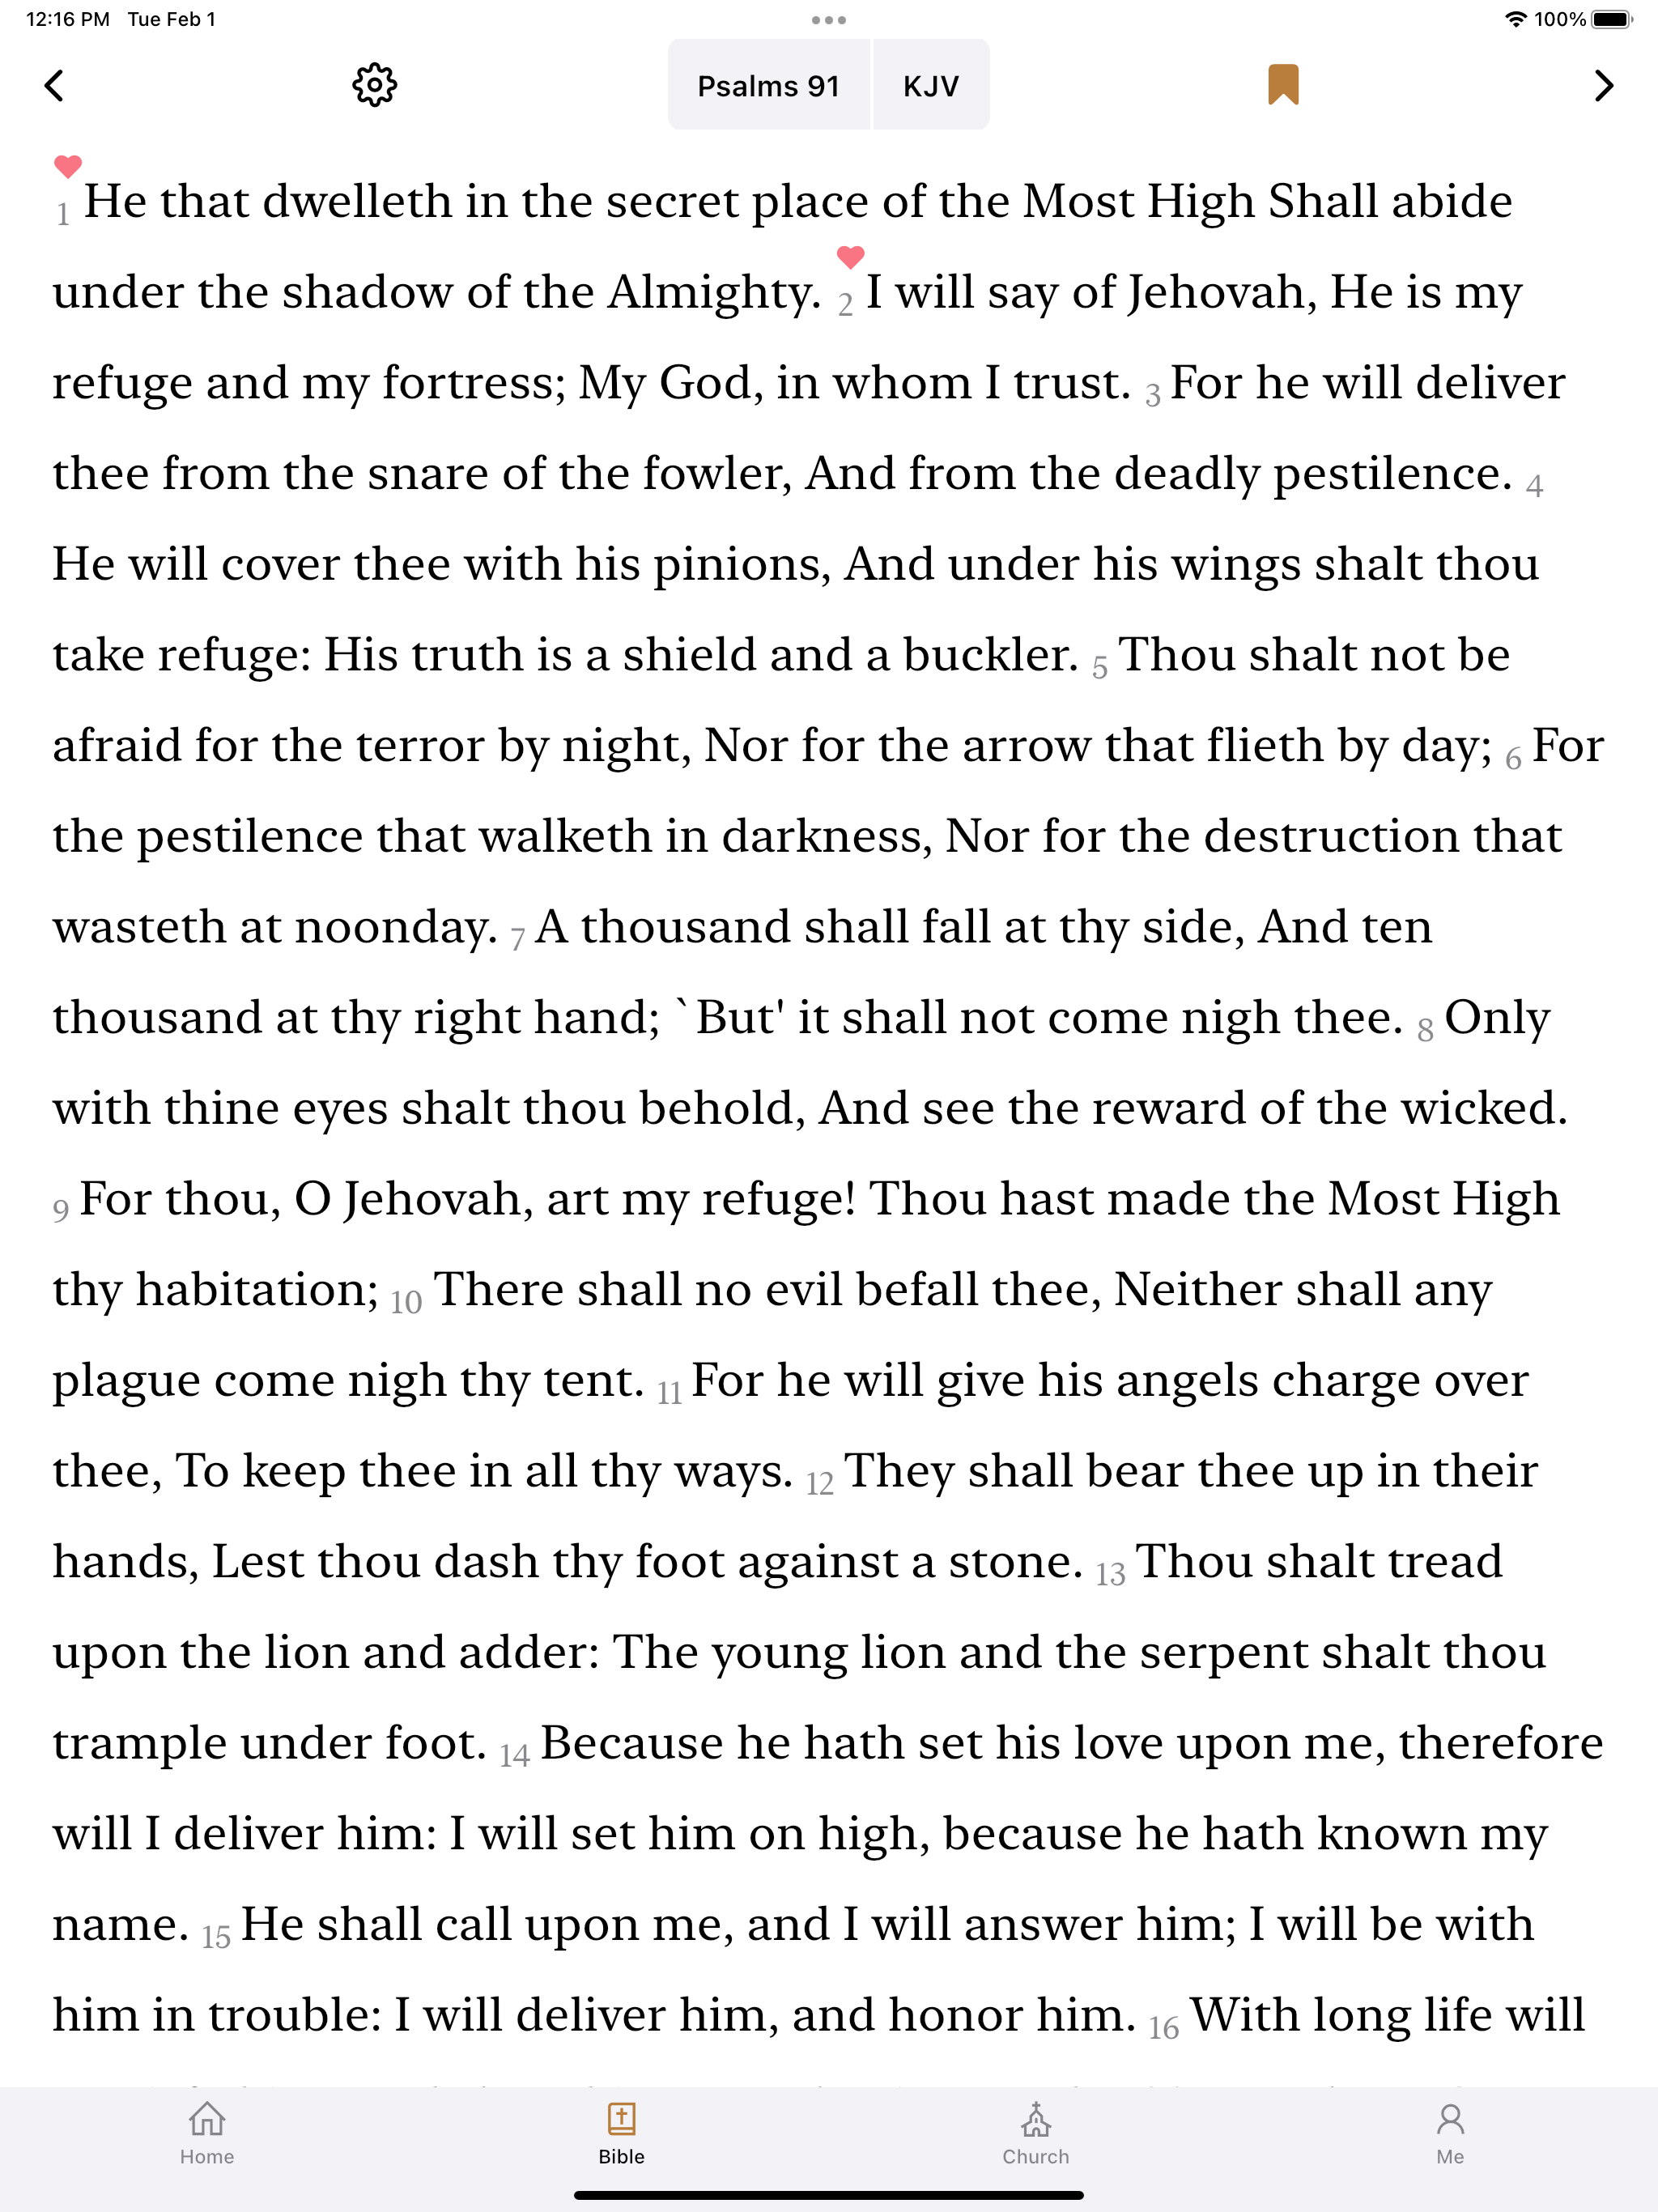 12:16 PM Tue Feb 1
100%
Psalms 91 KJV
1 He that dwelleth in the secret place of the Most High Shall abide
under the shadow of the Almighty. 2 I will say of Jehovah, He is my
refuge and my fortress; My God, in whom I trust. 3 For he will deliver
thee from the snare of the fowler, And from the deadly pestilence. 4
He will cover thee with his pinions, And under his wings shalt thou
take refuge: His truth is a shield and a buckler. 5 Thou shalt not be
afraid for the terror by night, Nor for the arrow that flieth by day; 6 For
the pestilence that walketh in darkness, Nor for the destruction that
wasteth at noonday. 7 A thousand shall fall at thy side, And ten
thousand at thy right hand; `But' it shall not come nigh thee. 8 Only
with thine eyes shalt thou behold, And see the reward of the wicked.
9 For thou, O Jehovah, art my refuge! Thou hast made the Most High
thy habitation; 10 There shall no evil befall thee, Neither shall any
plague come nigh thy tent. 11 For he will give his angels charge over
thee, To keep thee in all thy ways. 12 They shall bear thee up in their
hands, Lest thou dash thy foot against a stone. 13 Thou shalt tread
upon the lion and adder: The young lion and the serpent shalt thou
trample under foot. 14 Because he hath set his love upon me, therefore
will I deliver him: I will set him on high, because he hath known my
name. 15 He shall call upon me, and I will answer him; I will be with
him in trouble: I will deliver him, and honor him. 16 With long life will
Home Bible Church Me